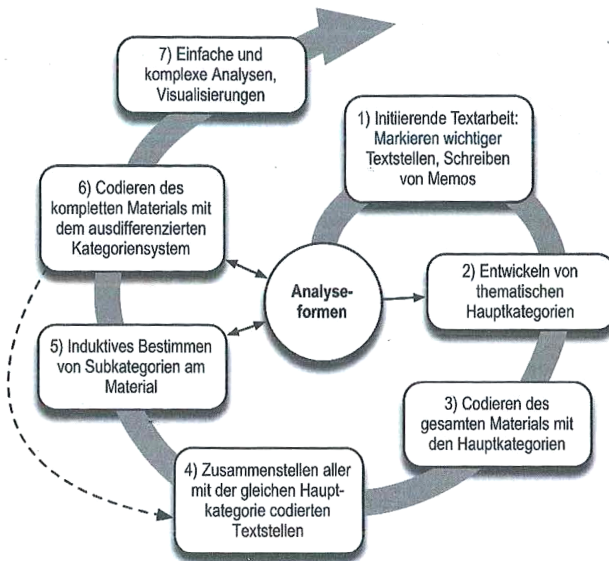 7) Einfache und
komplexe Analysen,
Visualisierungen
1) Initiierende Textarbeit:
Markieren wichtiger
Textstellen, Schreiben
von Memos
6) Codieren des
kompletten Materials mit
dem ausdifferenzierten
Kategoriensystem
Analyse-
formen
2) Entwickeln von
thematischen
Hauptkategorien
5) Induktives Bestimmen
von Subkategorien am
Material
3) Codieren des
gesamten Materials mit
den Hauptkategorien
4) Zusammenstellen aller
mit der gleichen Haupt-
kategorie codierten
Textstellen